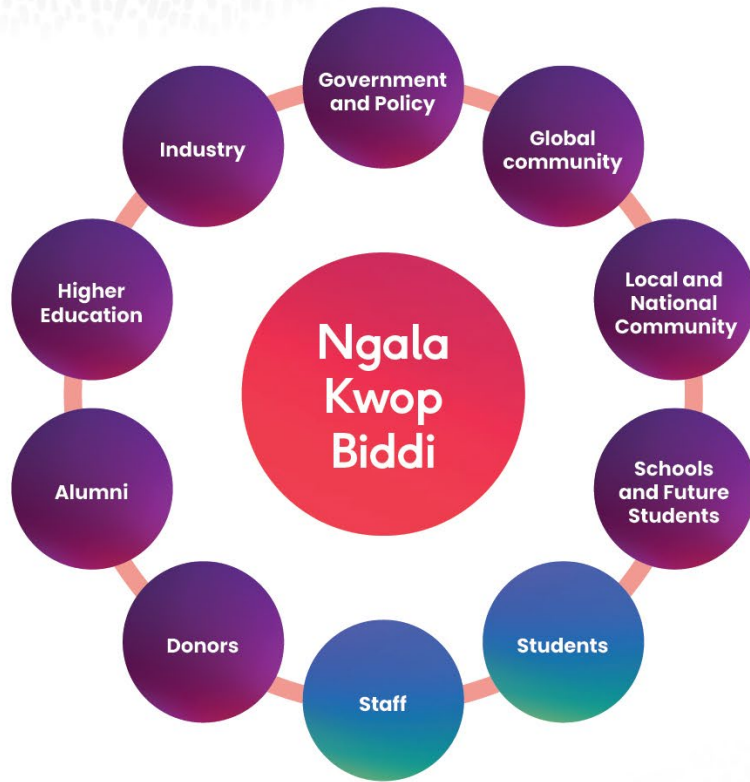 Government
and Policy
Global
community
Local and
National
Community
Schools
and Future
Students
Students
Staff
Donors
Alumni
Higher
Education
Industry
Ngala
Kwop
Biddi